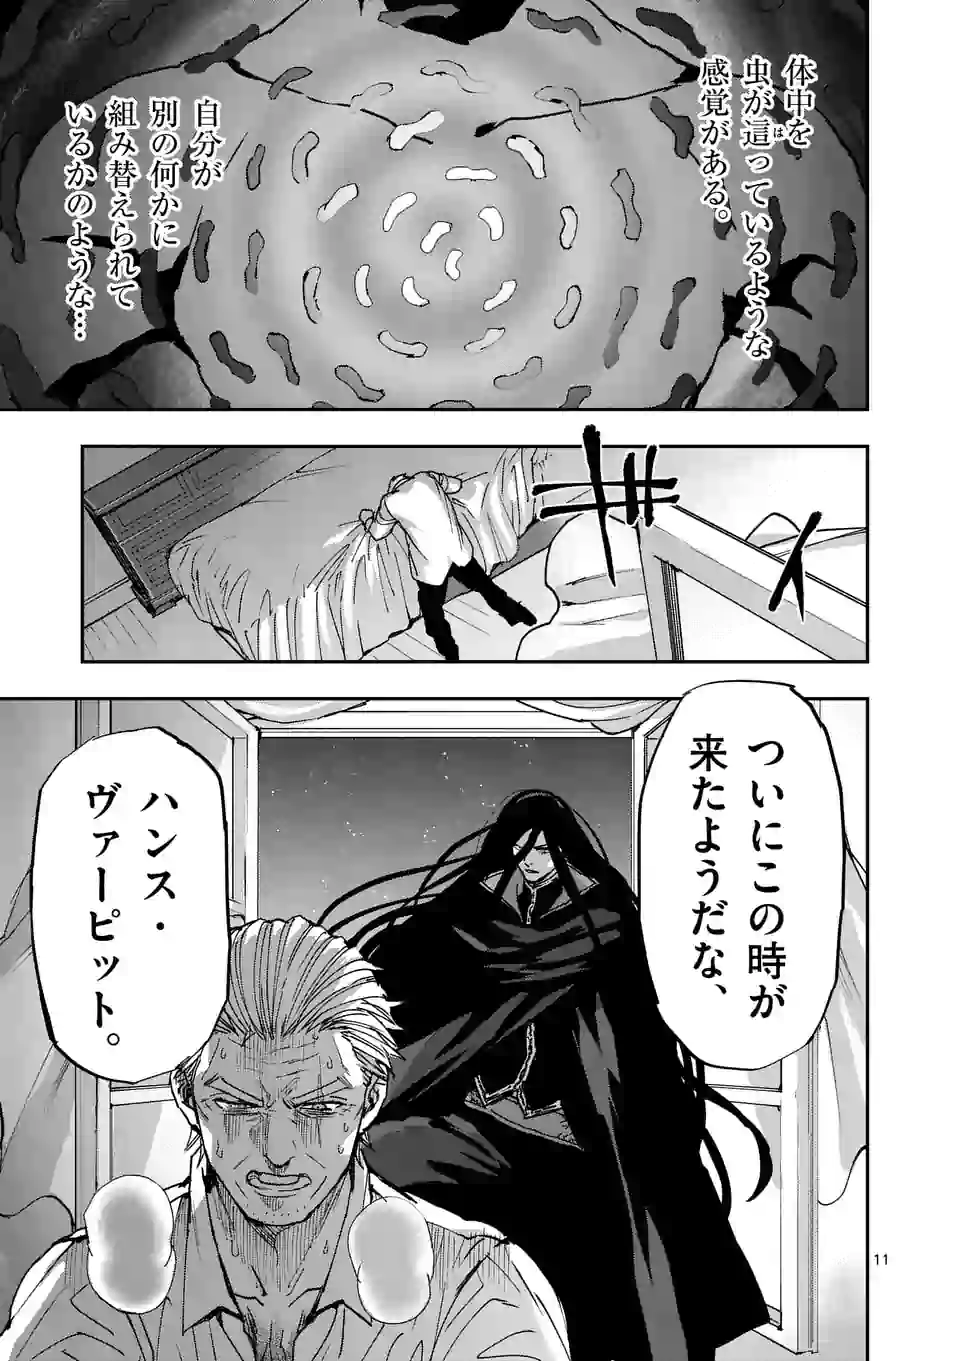 体中を
虫が這っているような
は
感覚がある。
自分が
別の何かに
組み替えられて
いるかのような…
ギイ
ついにこの時が
来たようだな、
ハンス・
ヴァーピット。
11